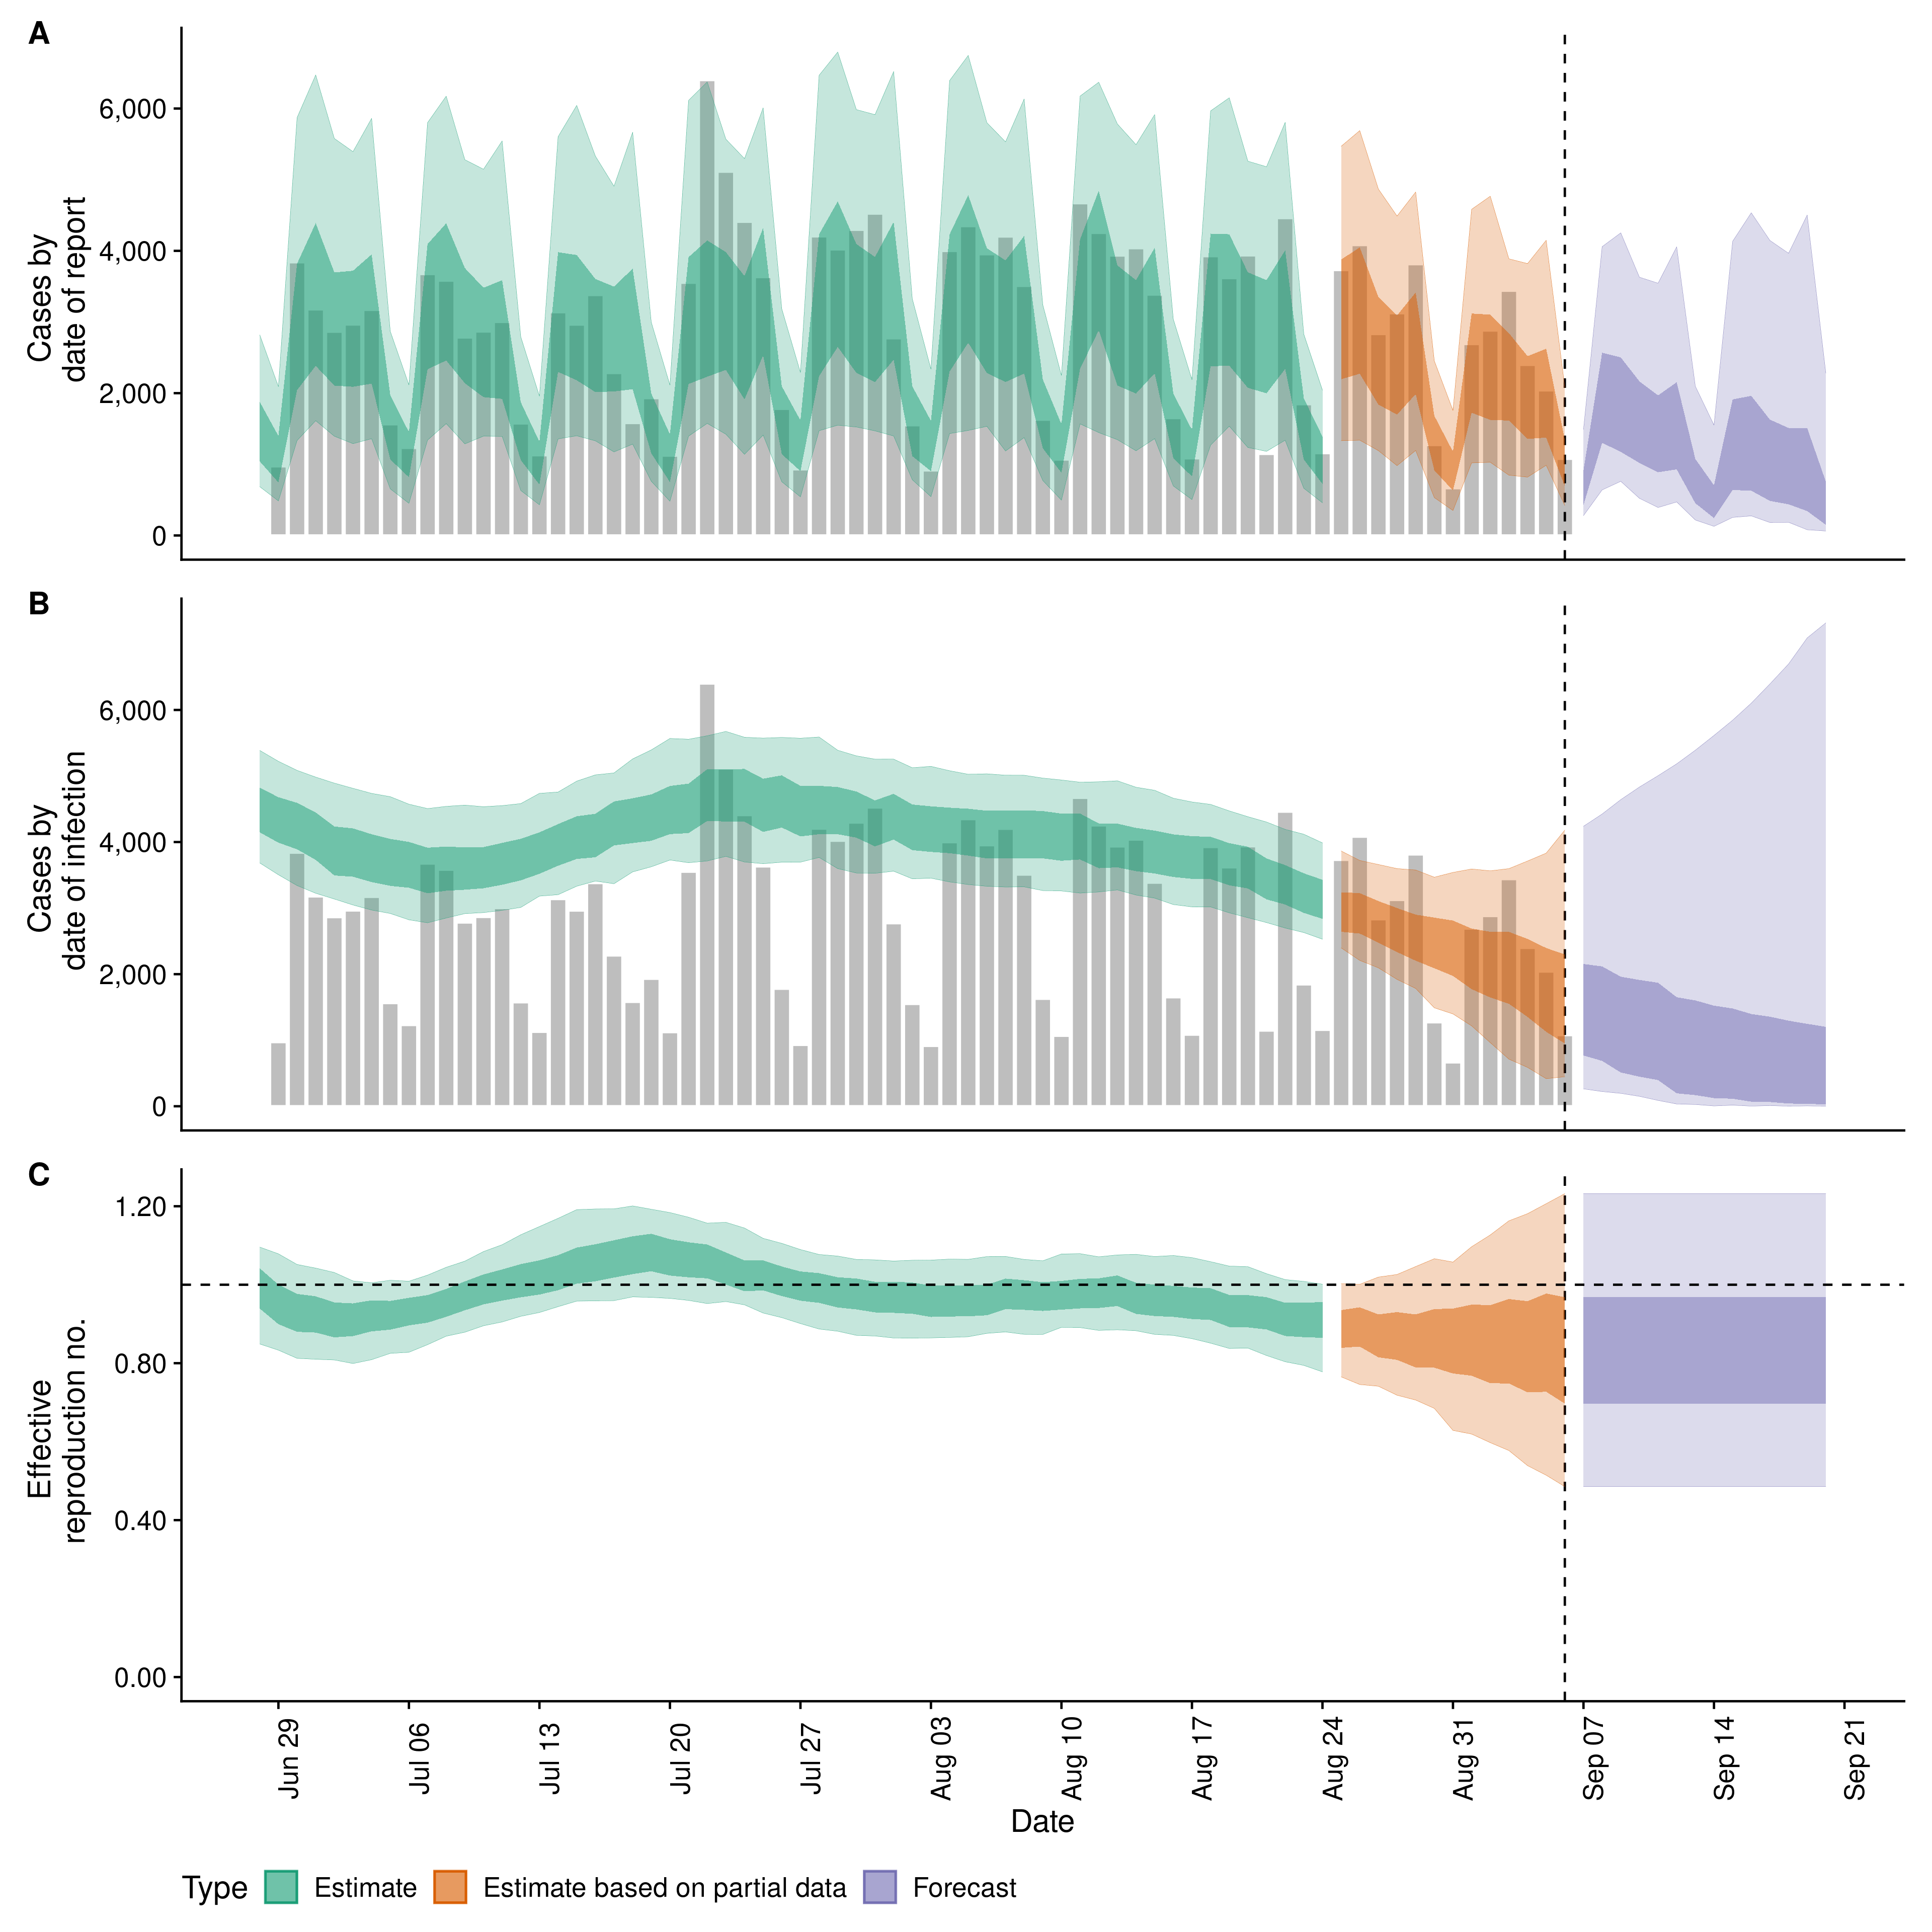 A
Cases by
date of report
6,000
4,000
2,000
0
B
Cases by
date of infection
6,000
4,000
2,000
0
C
Effective
reproduction no.
1.20
0.80
0.40
0.00
Jun 29
Jul 06
Jul 13
Jul 20
Jul 27
Aug 03
Aug 10
Aug 17
Aug 24
Aug 31
Sep 07
Sep 14
Sep 21
Date
Type
Estimate
Estimate based on partial data
Forecast